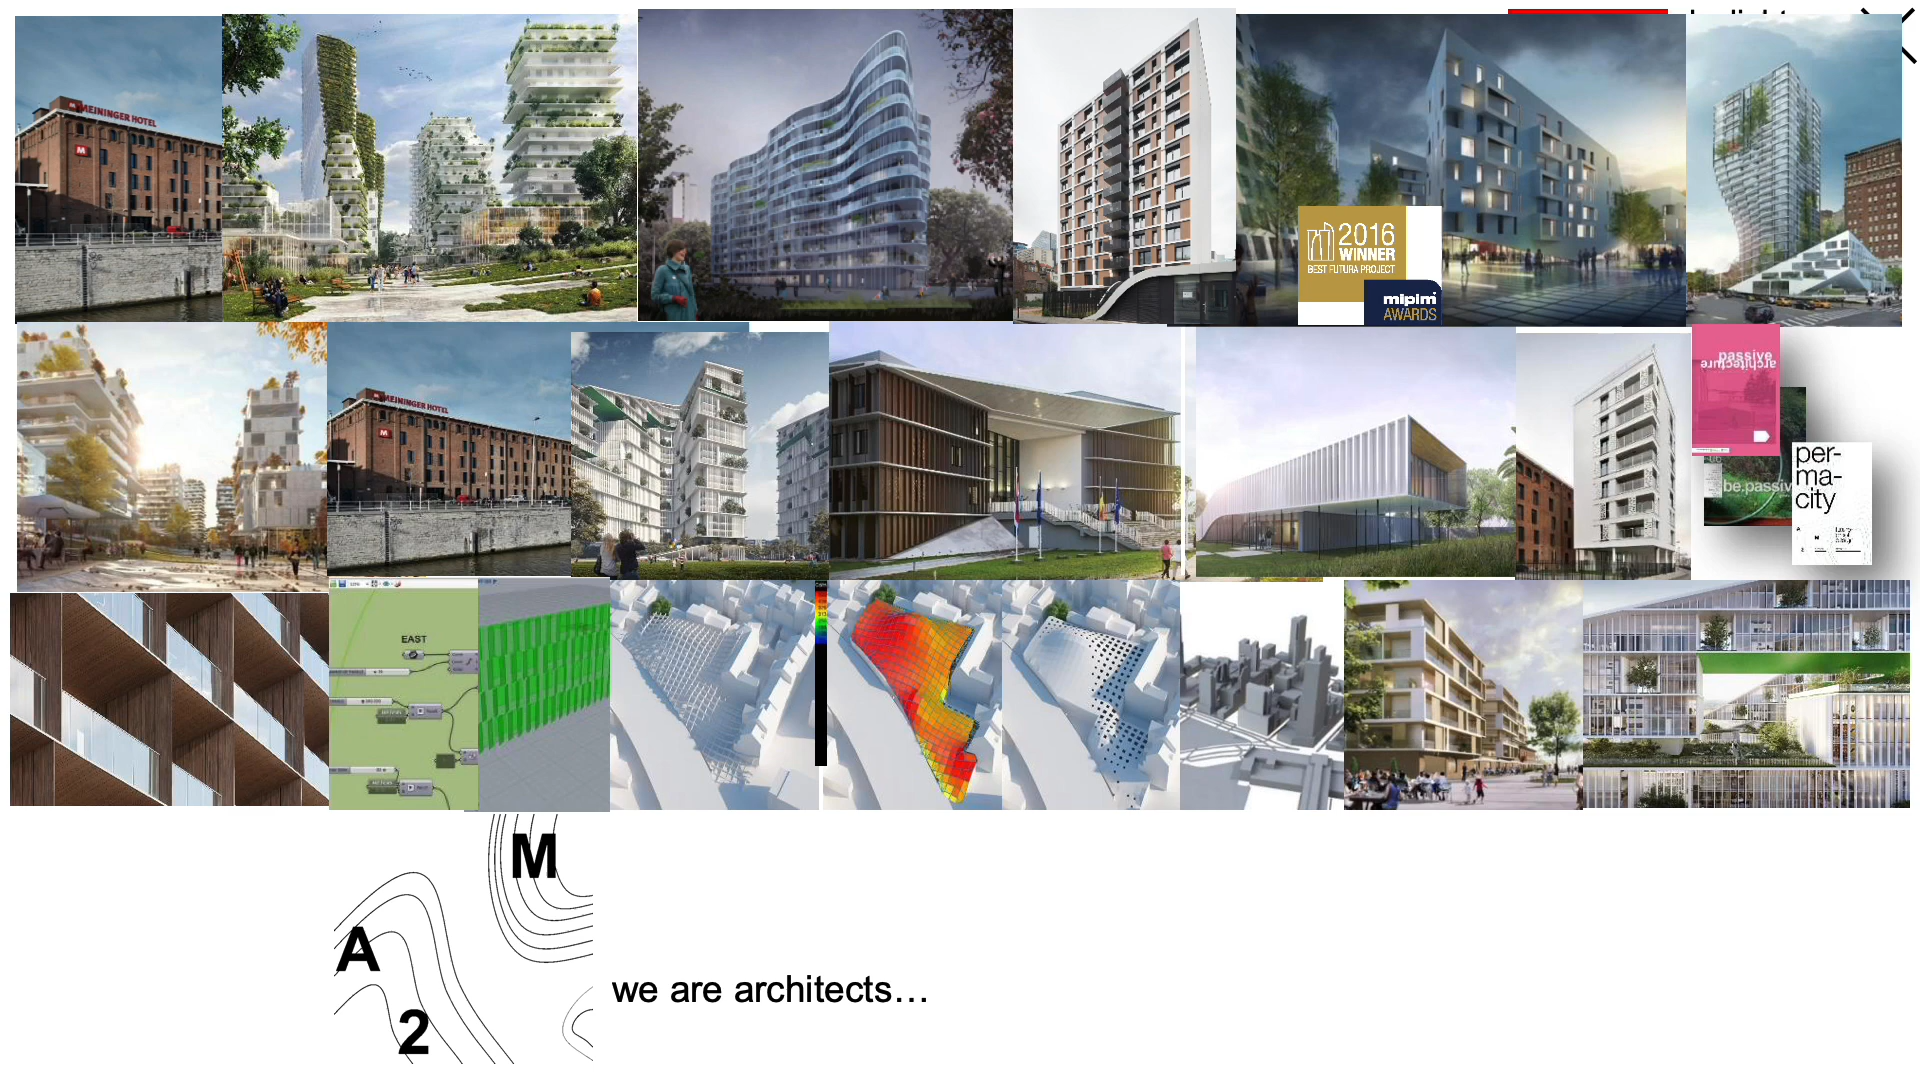 MEININGER HOTEL
M
2016
WINNER
BEST FUTURA PROJECT
mipim
AWARDS
MEININGER HOTEL
M
passive
architecture
be.passive
per-
ma-
city
EAST
M
A
2
we are architects…